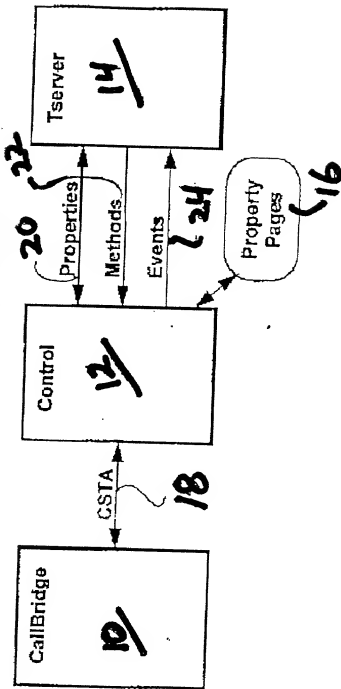 CallBridge
10
CSTA
18
Control
12
20
Properties
22
Methods
Events
24
Tserver
14
Property
Pages
16